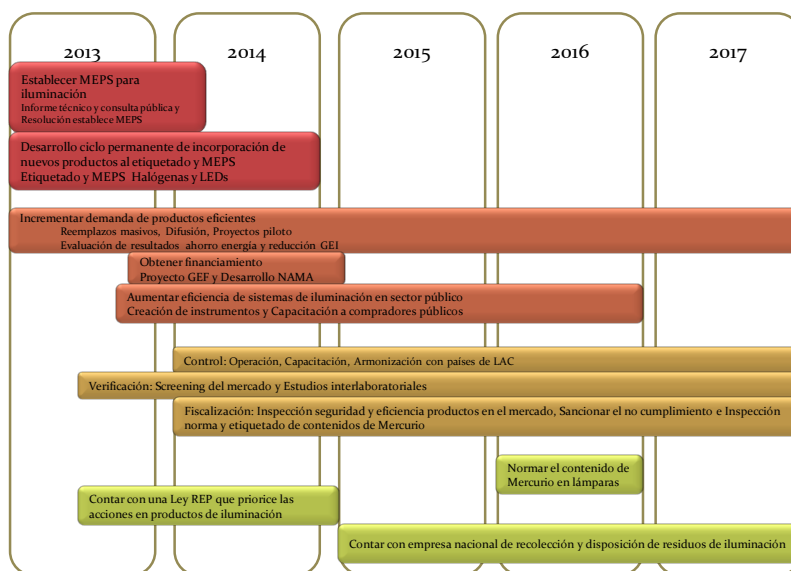 2013
2014
2015
2016
2017
Establecer MEPS para
iluminación
Informe técnico y consulta pública y
Resolución establece MEPS
Desarrollo ciclo permanente de incorporación de
nuevos productos al etiquetado y MEPS
Etiquetado y MEPS Halógenas y LEDs
Incrementar demanda de productos eficientes
Reemplazos masivos, Difusión, Proyectos piloto
Evaluación de resultados ahorro energía y reducción GEI
Obtener financiamiento
Proyecto GEF y Desarrollo NAMA
Aumentar eficiencia de sistemas de iluminación en sector público
Creación de instrumentos y Capacitación a compradores públicos
Control: Operación, Capacitación, Armonización con países de LAC
Verificación: Screening del mercado y Estudios interlaboratoriales
Fiscalización: Inspección seguridad y eficiencia productos en el mercado, Sancionar el no cumplimiento e Inspección
norma y etiquetado de contenidos de Mercurio
Normar el contenido de
Mercurio en lámparas
Contar con una Ley REP que priorice las
acciones en productos de iluminación
Contar con empresa nacional de recolección y disposición de residuos de iluminación